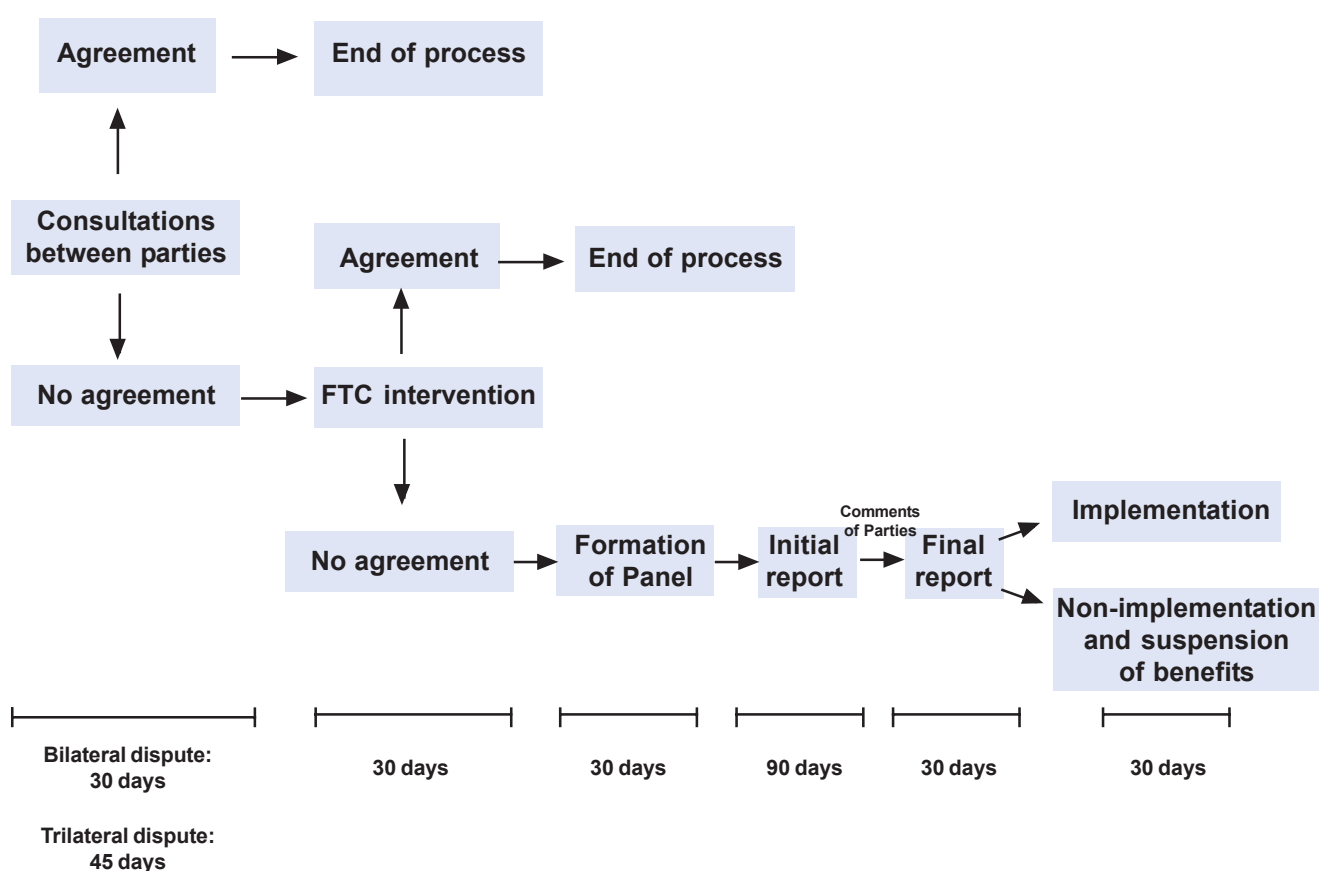 Agreement
End of process
Consultations
between parties
Agreement
End of process
No agreement
FTC intervention
No agreement
Formation
of Panel
Initial
report
Comments
of Parties
Final
report
Implementation
Non-implementation
and suspension
of benefits
Bilateral dispute:
30 days
30 days
30 days
90 days
30 days
30 days
Trilateral dispute:
45 days